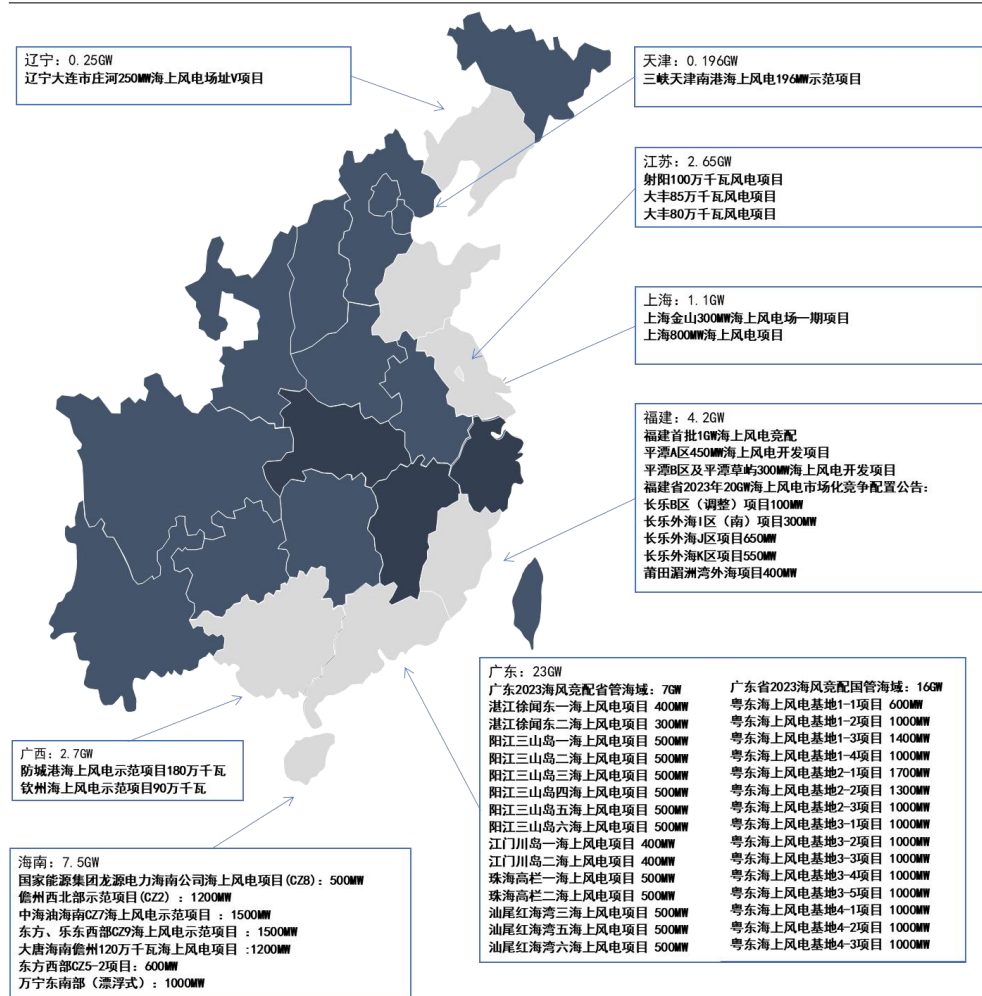 辽宁：0.25GW
辽宁大连市庄河250MW海上风电场址V项目
天津：0.196GW
三峡天津南港海上风电196MW示范项目
江苏：2.65GW
射阳100万千瓦风电项目
大丰85万千瓦风电项目
大丰80万千瓦风电项目
上海：1.1GW
上海金山300MW海上风电场一期项目
上海800MW海上风电项目
福建：4.2GW
福建首批1GW海上风电竞配
平潭A区450MW海上风电开发项目
平潭B区及平潭草屿300MW海上风电开发项目
福建省2023年20GW海上风电市场化竞争配置公告：
长乐B区（调整）项目100MW
长乐外海I区（南）项目300MW
长乐外海J区项目650MW
长乐外海K区项目550MW
莆田湄洲湾外海项目400MW
广东：23GW
广东2023海风竞配省管海域：7GW
湛江徐闻东一海上风电项目 400MW
湛江徐闻东二海上风电项目 300MW
阳江三山岛一海上风电项目 500MW
阳江三山岛二海上风电项目 500MW
阳江三山岛三海上风电项目 500MW
阳江三山岛四海上风电项目 500MW
阳江三山岛五海上风电项目 500MW
阳江三山岛六海上风电项目 500MW
江门川岛一海上风电项目 400MW
江门川岛二海上风电项目 400MW
珠海高栏一海上风电项目 500MW
珠海高栏二海上风电项目 500MW
汕尾红海湾三海上风电项目 500MW
汕尾红海湾五海上风电项目 500MW
汕尾红海湾六海上风电项目 500MW
广东省2023海风竞配国管海域：16GW
粤东海上风电基地1-1项目 600MW
粤东海上风电基地1-2项目 1000MW
粤东海上风电基地1-3项目 1400MW
粤东海上风电基地1-4项目 1000MW
粤东海上风电基地2-1项目 1700MW
粤东海上风电基地2-2项目 1300MW
粤东海上风电基地2-3项目 1000MW
粤东海上风电基地3-1项目 1000MW
粤东海上风电基地3-2项目 1000MW
粤东海上风电基地3-3项目 1000MW
粤东海上风电基地3-4项目 1000MW
粤东海上风电基地3-5项目 1000MW
粤东海上风电基地4-1项目 1000MW
粤东海上风电基地4-2项目 1000MW
粤东海上风电基地4-3项目 1000MW
广西：2.7GW
防城港海上风电示范项目180万千瓦
钦州海上风电示范项目90万千瓦
海南：7.5GW
国家能源集团龙源电力海南公司海上风电项目(CZ8)：500MW
儋州西北部示范项目(CZ2) ：1200MW
中海油海南CZ7海上风电示范项目 ：1500MW
东方、乐东西部CZ9海上风电示范项目 ：1500MW
大唐海南儋州120万千瓦海上风电项目 :1200MW
东方西部CZ5-2项目：600MW
万宁东南部（漂浮式）：1000MW